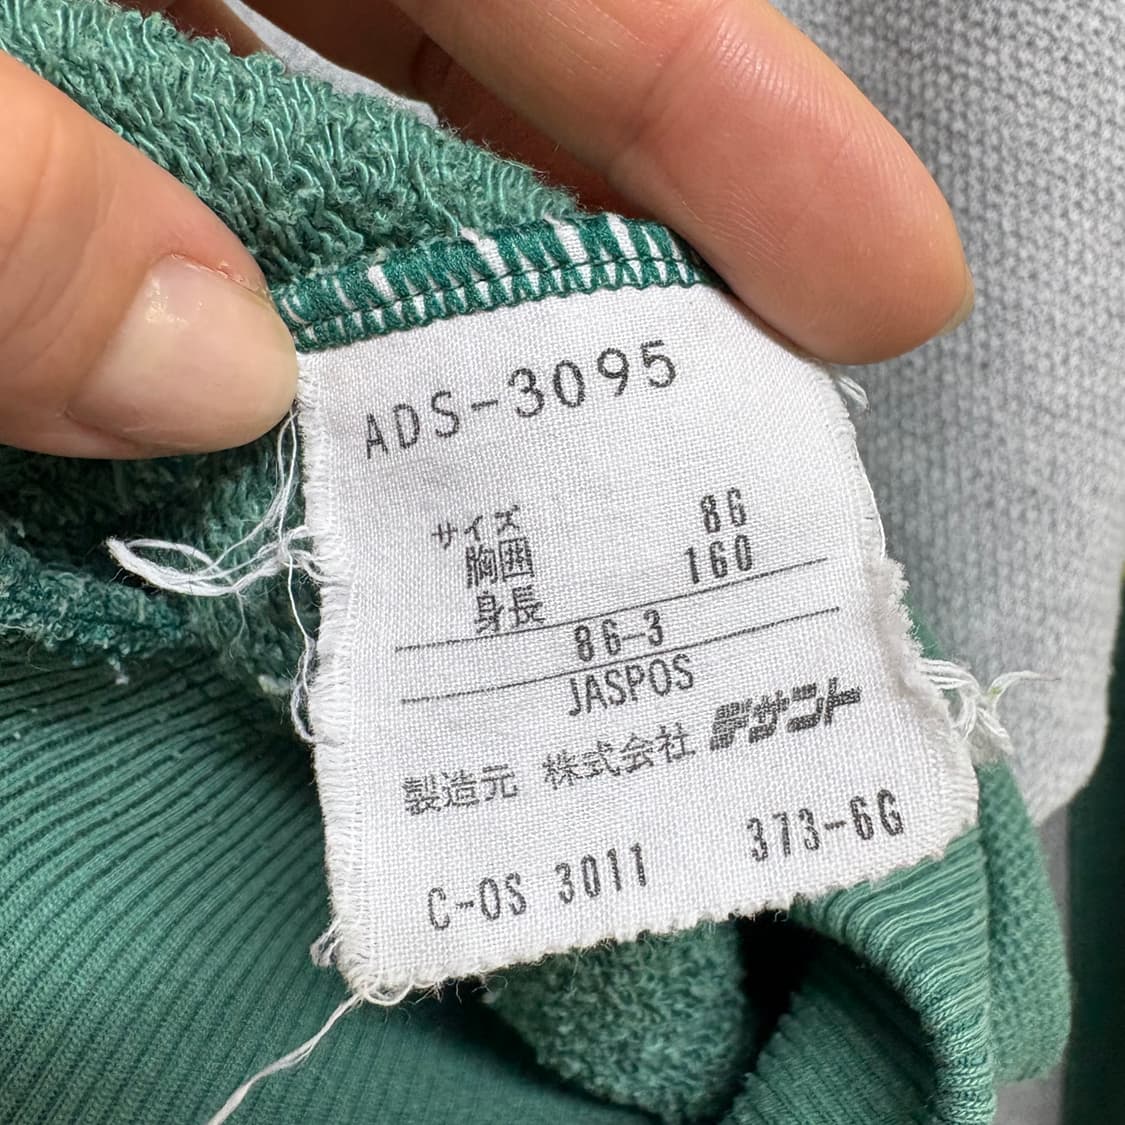 ADS-3095
サイズ
胸囲 86
身長 160
86-3
JASPOS
製造元 株式会社 デサント
C-OS 3011 373-6G